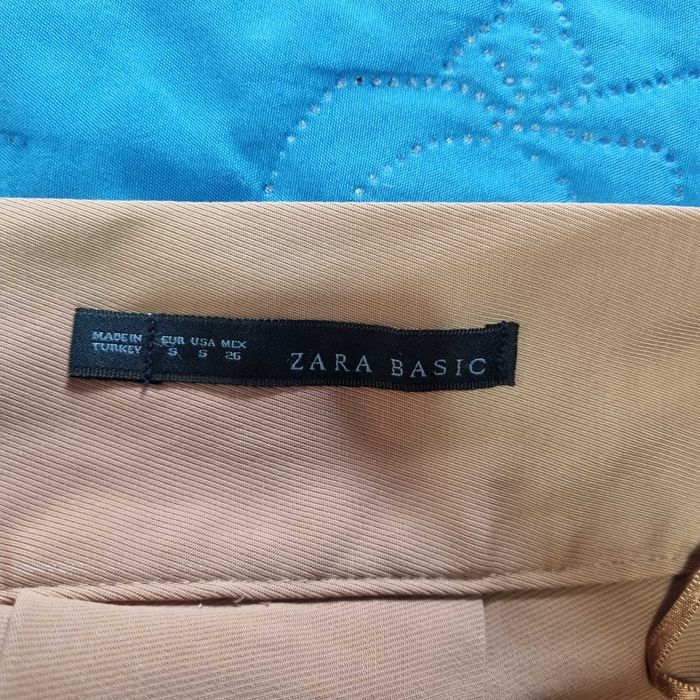 MADE IN
TURKEY
EUR USA MEX
S S 26
ZARA BASIC